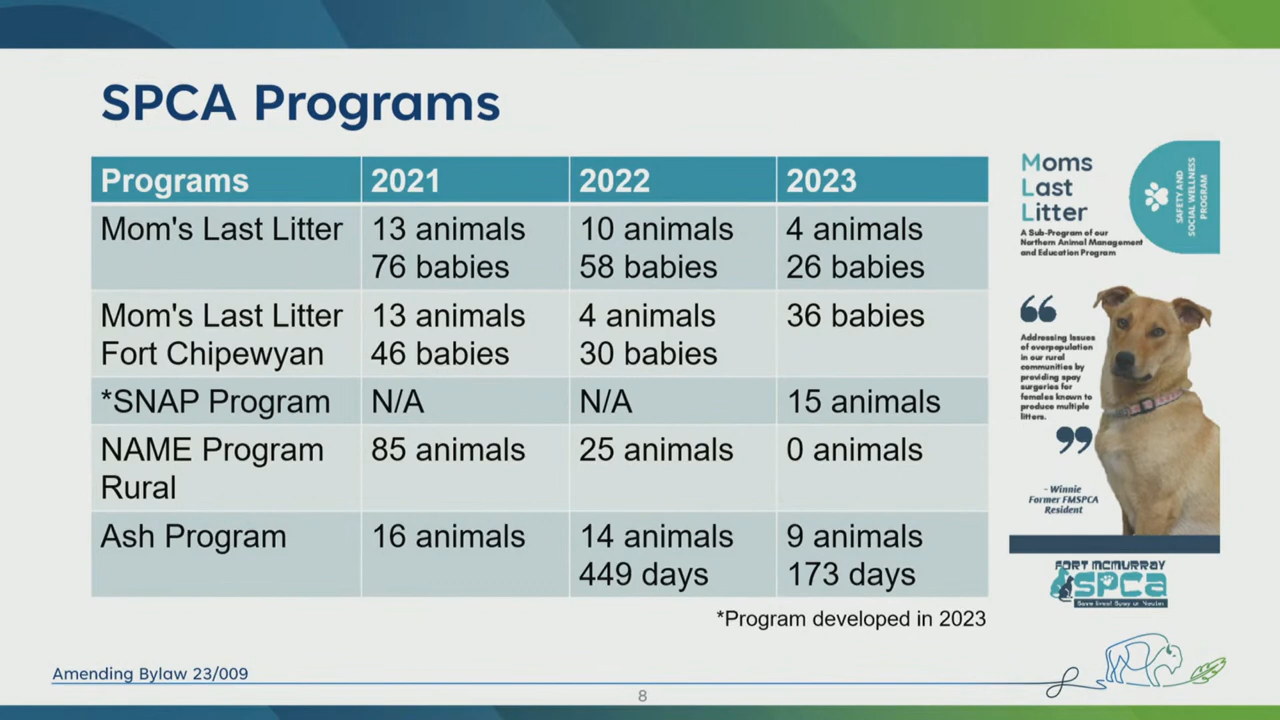 SPCA Programs
Programs 2021 2022 2023
Mom's Last Litter 13 animals 10 animals 4 animals
76 babies 58 babies 26 babies
Mom's Last Litter 13 animals 4 animals 36 babies
Fort Chipewyan 46 babies 30 babies
*SNAP Program N/A N/A 15 animals
NAME Program 85 animals 25 animals 0 animals
Rural
Ash Program 16 animals 14 animals 9 animals
449 days 173 days
*Program developed in 2023
Moms
Last
Litter
A Sub-Program of our
Northern Animal Management
and Education Program
SAFETY AND
SOCIAL WELLNESS
PROGRAM
“
Addressing Issues
of overpopulation
in our rural
communities by
providing spay
surgeries for
females known to
produce multiple
litters.
”
- Winnie
Former FMSPCA
Resident
FORT MCMURRAY
SPCA
Save lives! Spay or Neuter
Amending Bylaw 23/009
8